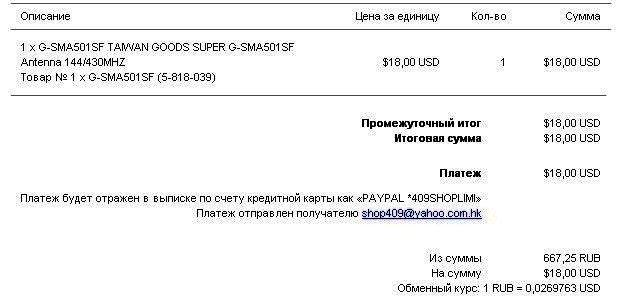 Описание Цена за единицу Кол-во Сумма
1 x G-SMA501SF TAIWAN GOODS SUPER G-SMA501SF
Antenna 144/430MHZ $18,00 USD 1 $18,00 USD
Товар № 1 x G-SMA501SF (5-818-039)
Промежуточный итог $18,00 USD
Итоговая сумма $18,00 USD
Платеж $18,00 USD
Платеж будет отражен в выписке по счету кредитной карты как «PAYPAL *409SHOPLIMI»
Платеж отправлен получателю shop409@yahoo.com.hk
Из суммы 667,25 RUB
На сумму $18,00 USD
Обменный курс: 1 RUB = 0,0269763 USD